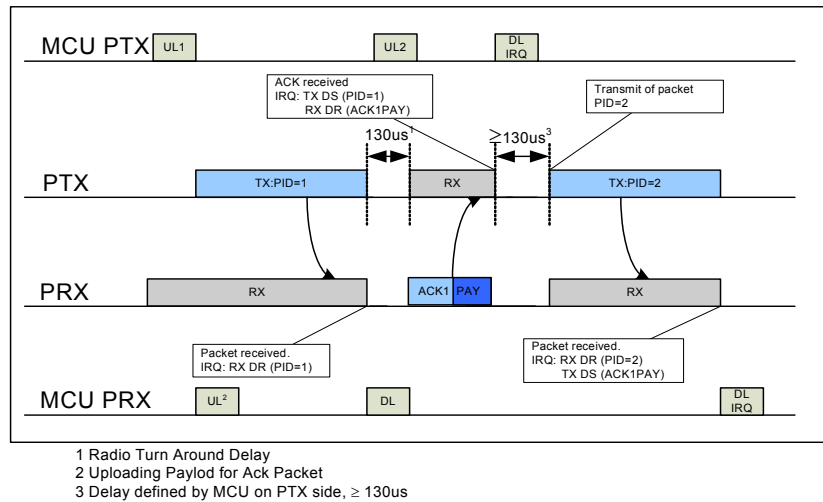 MCU PTX
UL1
UL2
DL
IRQ
ACK received
IRQ: TX DS (PID=1)
RX DR (ACK1PAY)
Transmit of packet
PID=2
130us1
≥130us3
PTX
TX:PID=1
RX
TX:PID=2
PRX
RX
ACK1 PAY
RX
Packet received.
IRQ: RX DR (PID=1)
Packet received.
IRQ: RX DR (PID=2)
TX DS (ACK1PAY)
MCU PRX
UL2
DL
DL
IRQ
1 Radio Turn Around Delay
2 Uploading Paylod for Ack Packet
3 Delay defined by MCU on PTX side, ≥ 130us